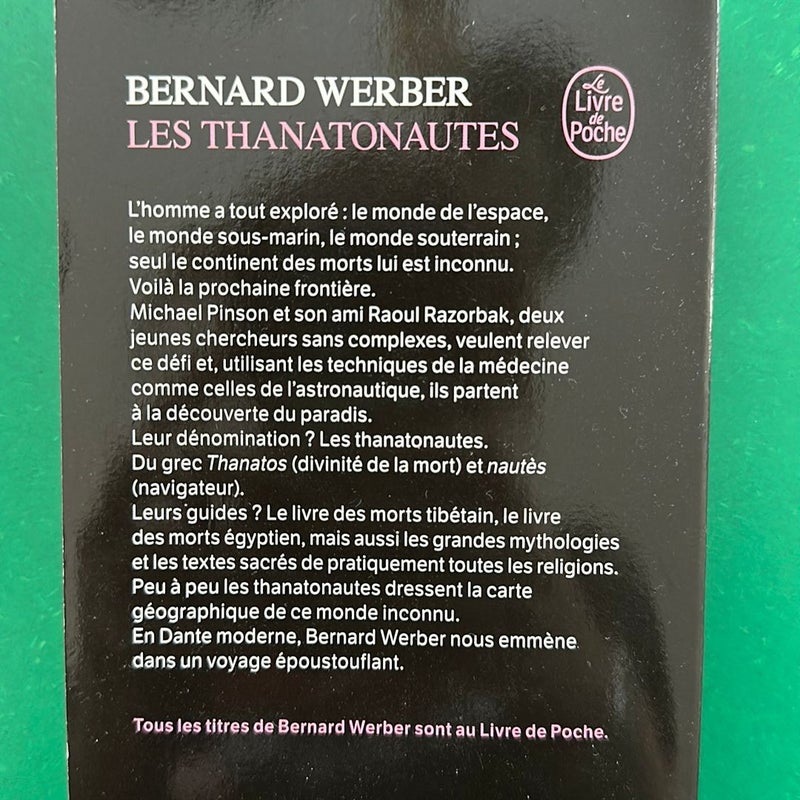 BERNARD WERBER
LES THANATONAUTES
Le
Livre
de
Poche
L'homme a tout exploré : le monde de l'espace,
le monde sous-marin, le monde souterrain ;
seul le continent des morts lui est inconnu.
Voilà la prochaine frontière.
Michael Pinson et son ami Raoul Razorbak, deux
jeunes chercheurs sans complexes, veulent relever
ce défi et, utilisant les techniques de la médecine
comme celles de l'astronautique, ils partent
à la découverte du paradis.
Leur dénomination ? Les thanatonautes.
Du grec Thanatos (divinité de la mort) et nautès
(navigateur).
Leurs guides ? Le livre des morts tibétain, le livre
des morts égyptien, mais aussi les grandes mythologies
et les textes sacrés de pratiquement toutes les religions.
Peu à peu les thanatonautes dressent la carte
géographique de ce monde inconnu.
En Dante moderne, Bernard Werber nous emmène
dans un voyage époustouflant.
Tous les titres de Bernard Werber sont au Livre de Poche.